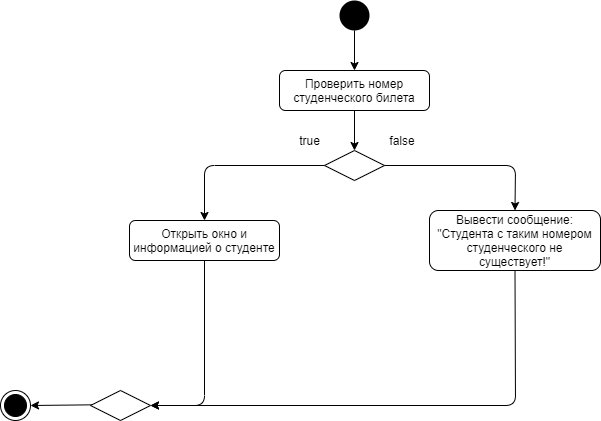 Проверить номер
студенческого билета
true
false
Открыть окно и
информацией о студенте
Вывести сообщение:
"Студента с таким номером
студенческого не
существует!"